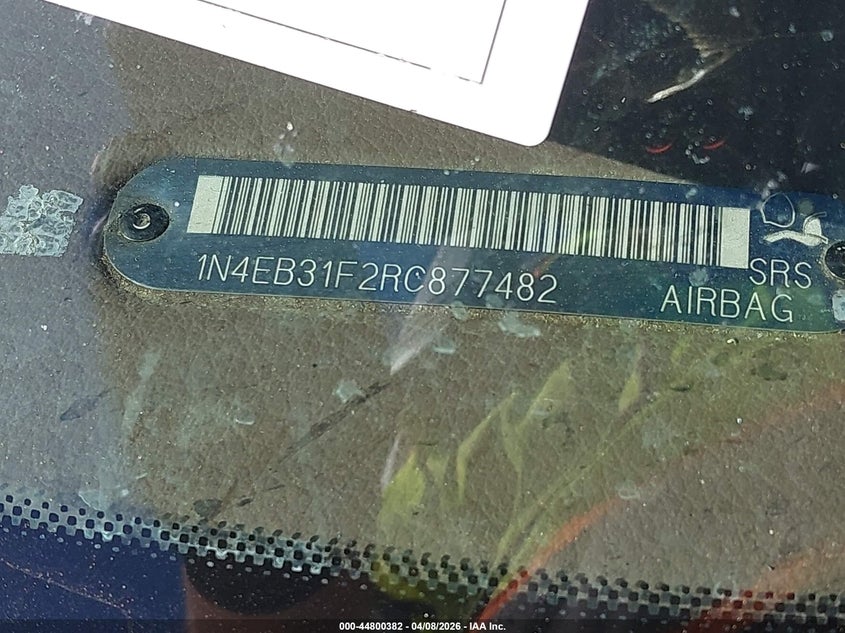 1N4EB31F2RC877482
SRS
AIRBAG
000-44800382 - 04/08/2026 - IAA Inc.